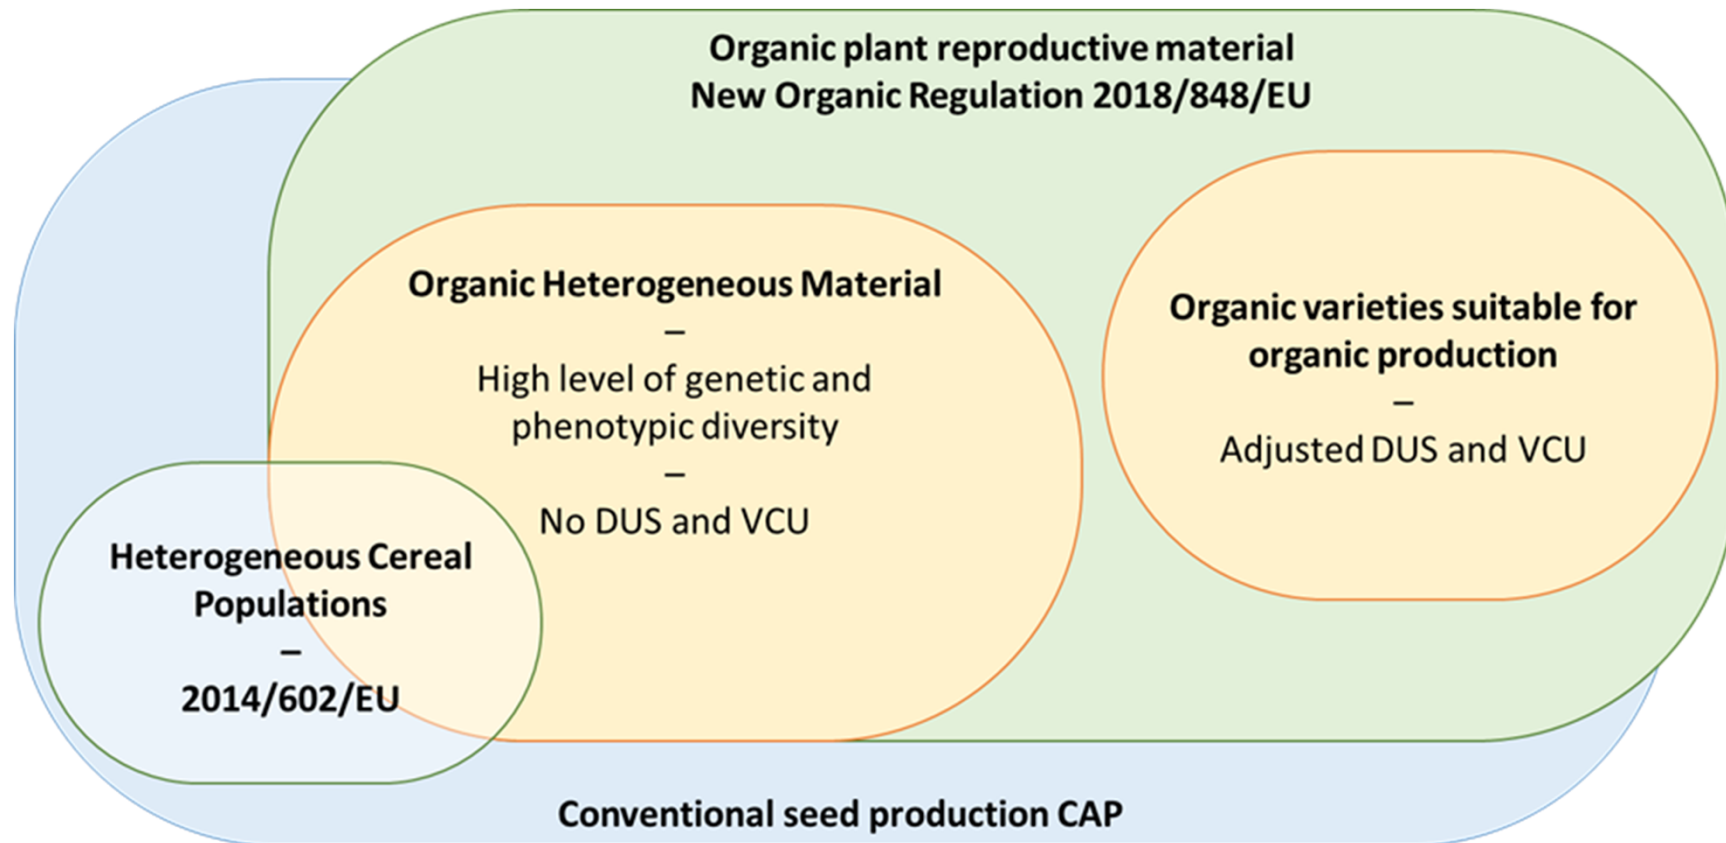 Organic plant reproductive material
New Organic Regulation 2018/848/EU
Organic Heterogeneous Material
–
High level of genetic and
phenotypic diversity
–
No DUS and VCU
Organic varieties suitable for
organic production
–
Adjusted DUS and VCU
Heterogeneous Cereal
Populations
–
2014/602/EU
Conventional seed production CAP